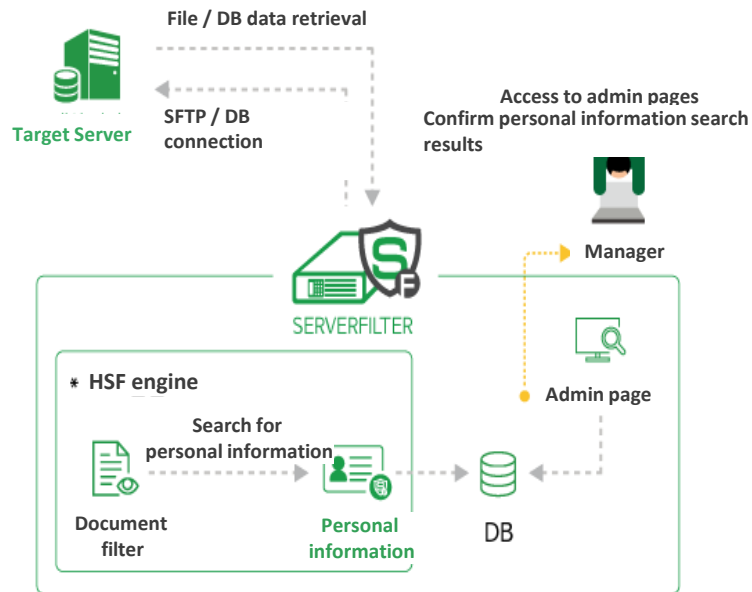 File / DB data retrieval
Target Server
SFTP / DB
connection
Access to admin pages
Confirm personal information search
results
Manager
S
F
SERVERFILTER
* HSF engine
Search for
personal information
Document
filter
Personal
information
DB
Admin page